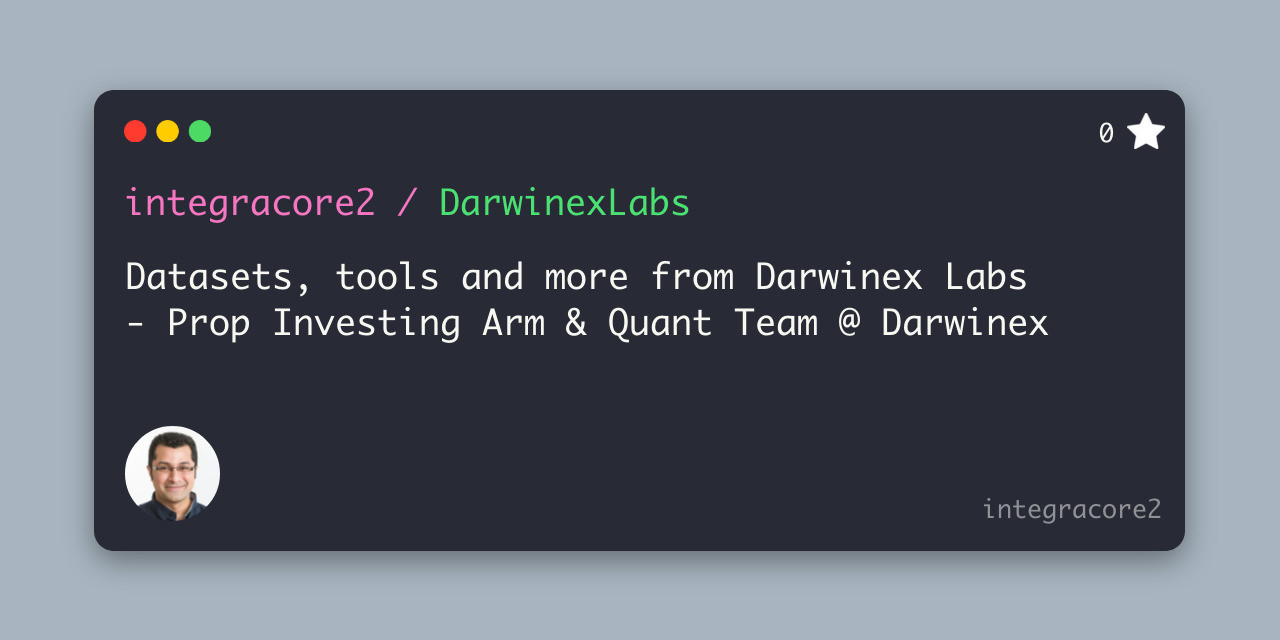 0
integracore2 / DarwinexLabs
Datasets, tools and more from Darwinex Labs
- Prop Investing Arm & Quant Team @ Darwinex
integracore2